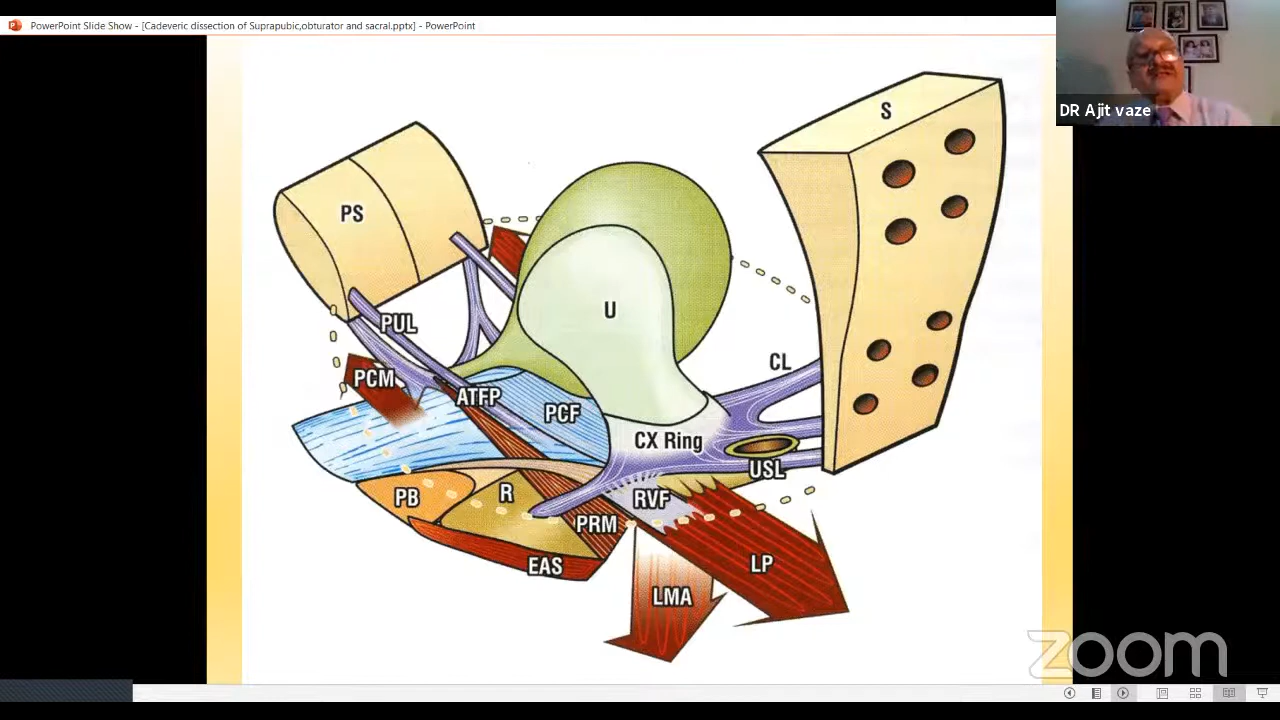 PowerPoint Slide Show - [Cadeveric dissection of Suprapubic,obturator and sacral.pptx] - PowerPoint
DR Ajit vaze
S
PS
U
PUL
CL
PCM
ATFP
PCF
CX Ring
USL
PB
R
RVF
PRM
EAS
LP
LMA
zoom